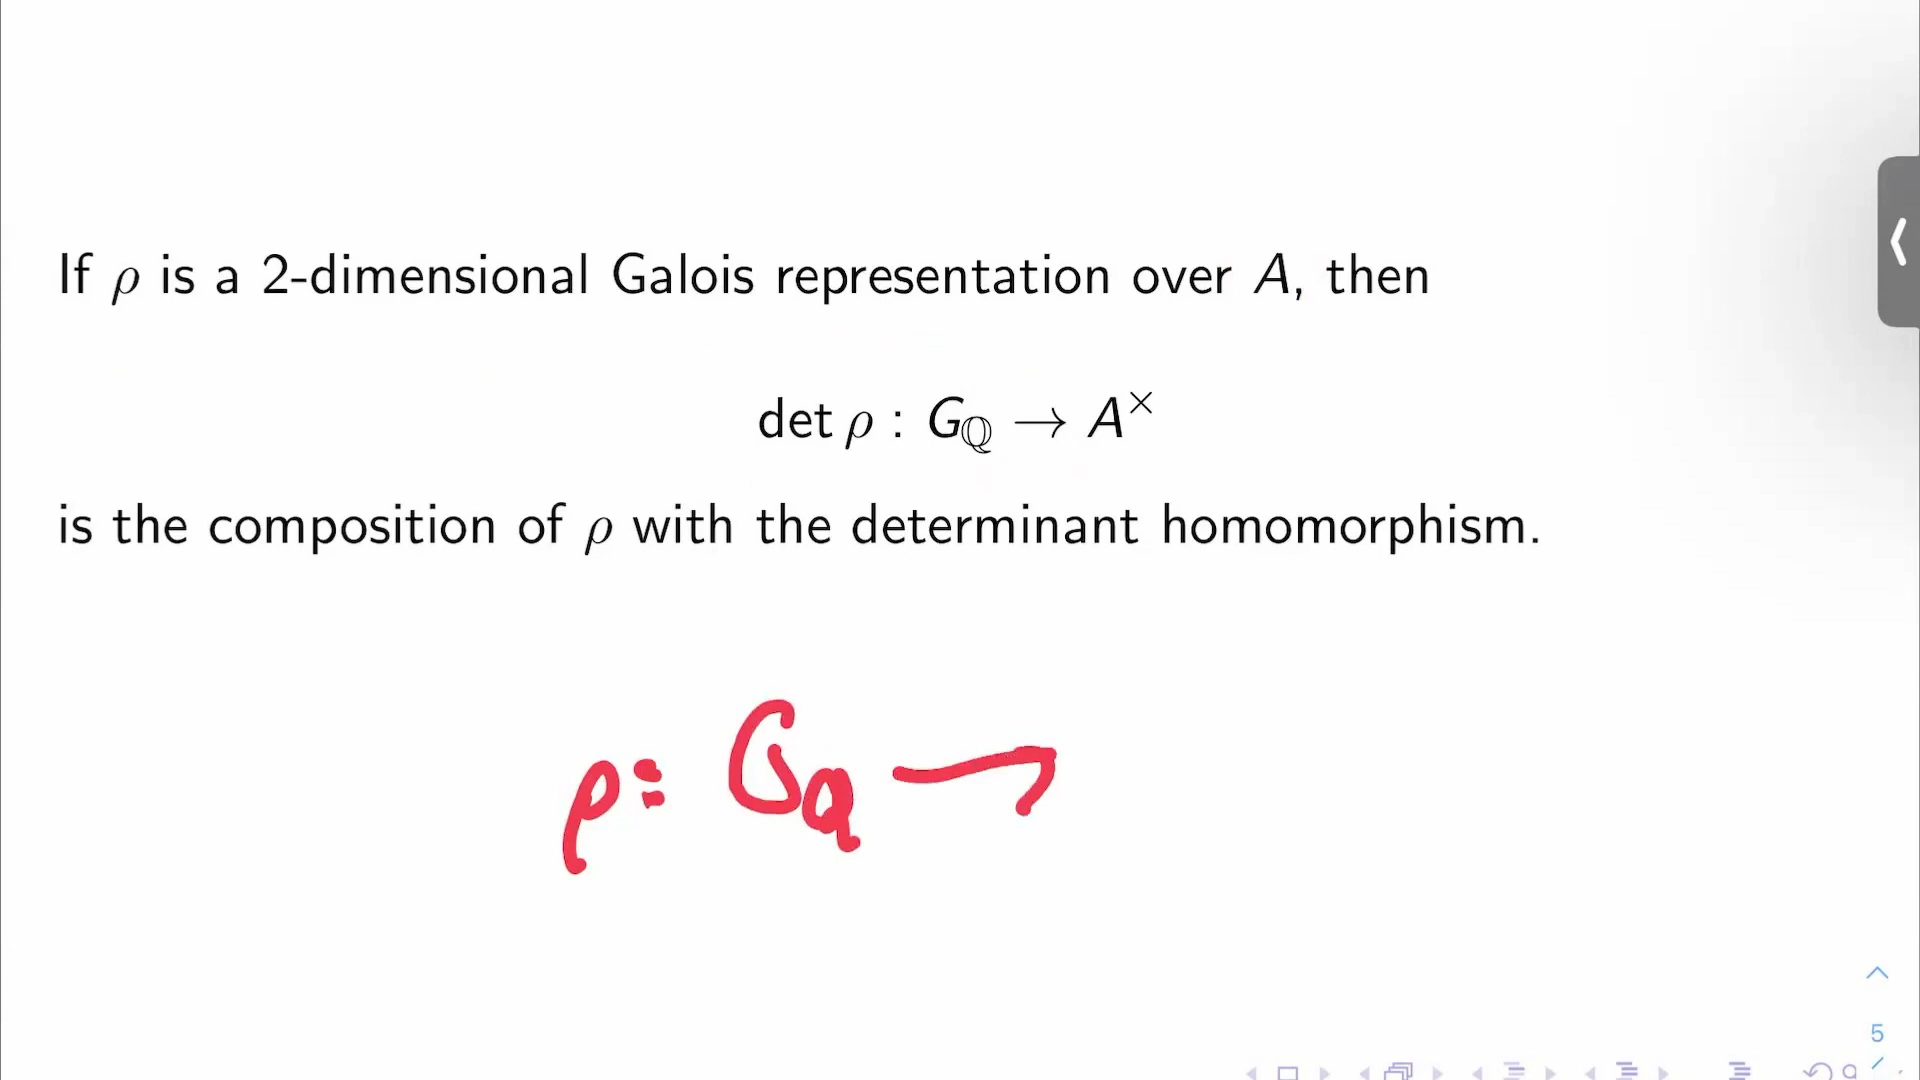 If ρ is a 2-dimensional Galois representation over A, then
det ρ : G_ℚ → A^×
is the composition of ρ with the determinant homomorphism.
ρ: G_Q →
5